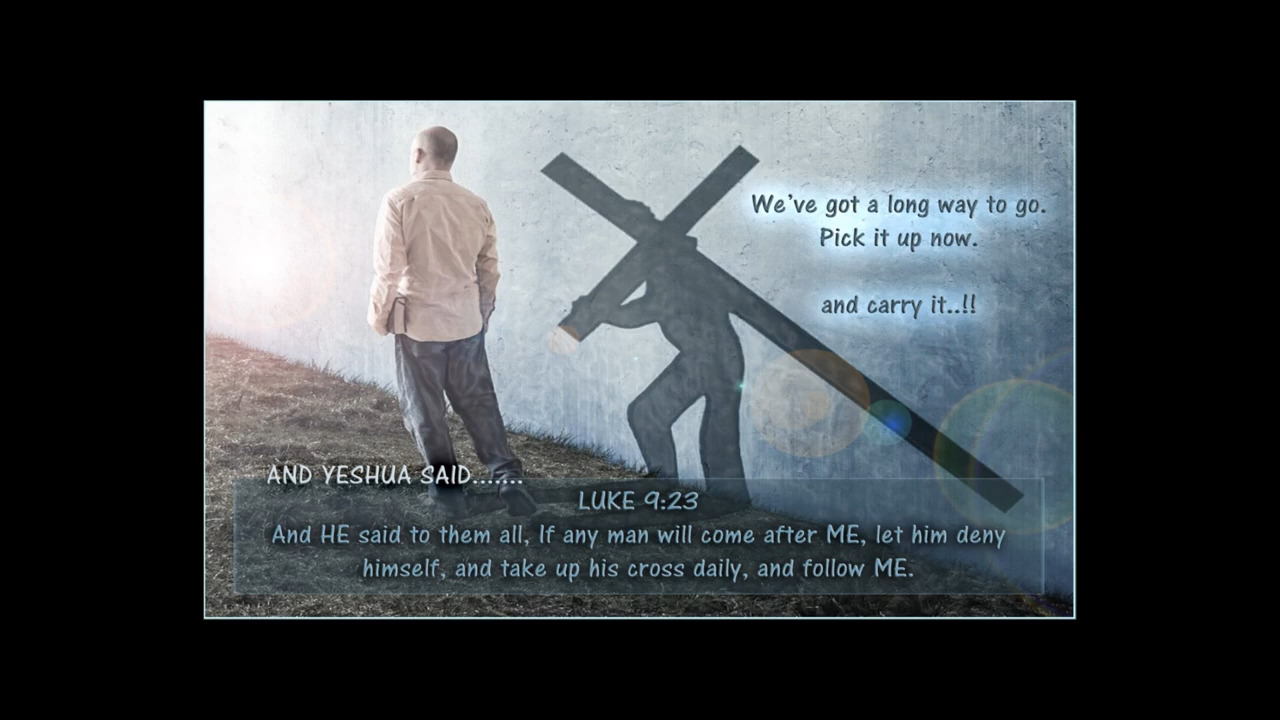 We've got a long way to go.
Pick it up now.
and carry it..!!
AND YESHUA SAID.......
LUKE 9:23
And HE said to them all, If any man will come after ME, let him deny
himself, and take up his cross daily, and follow ME.